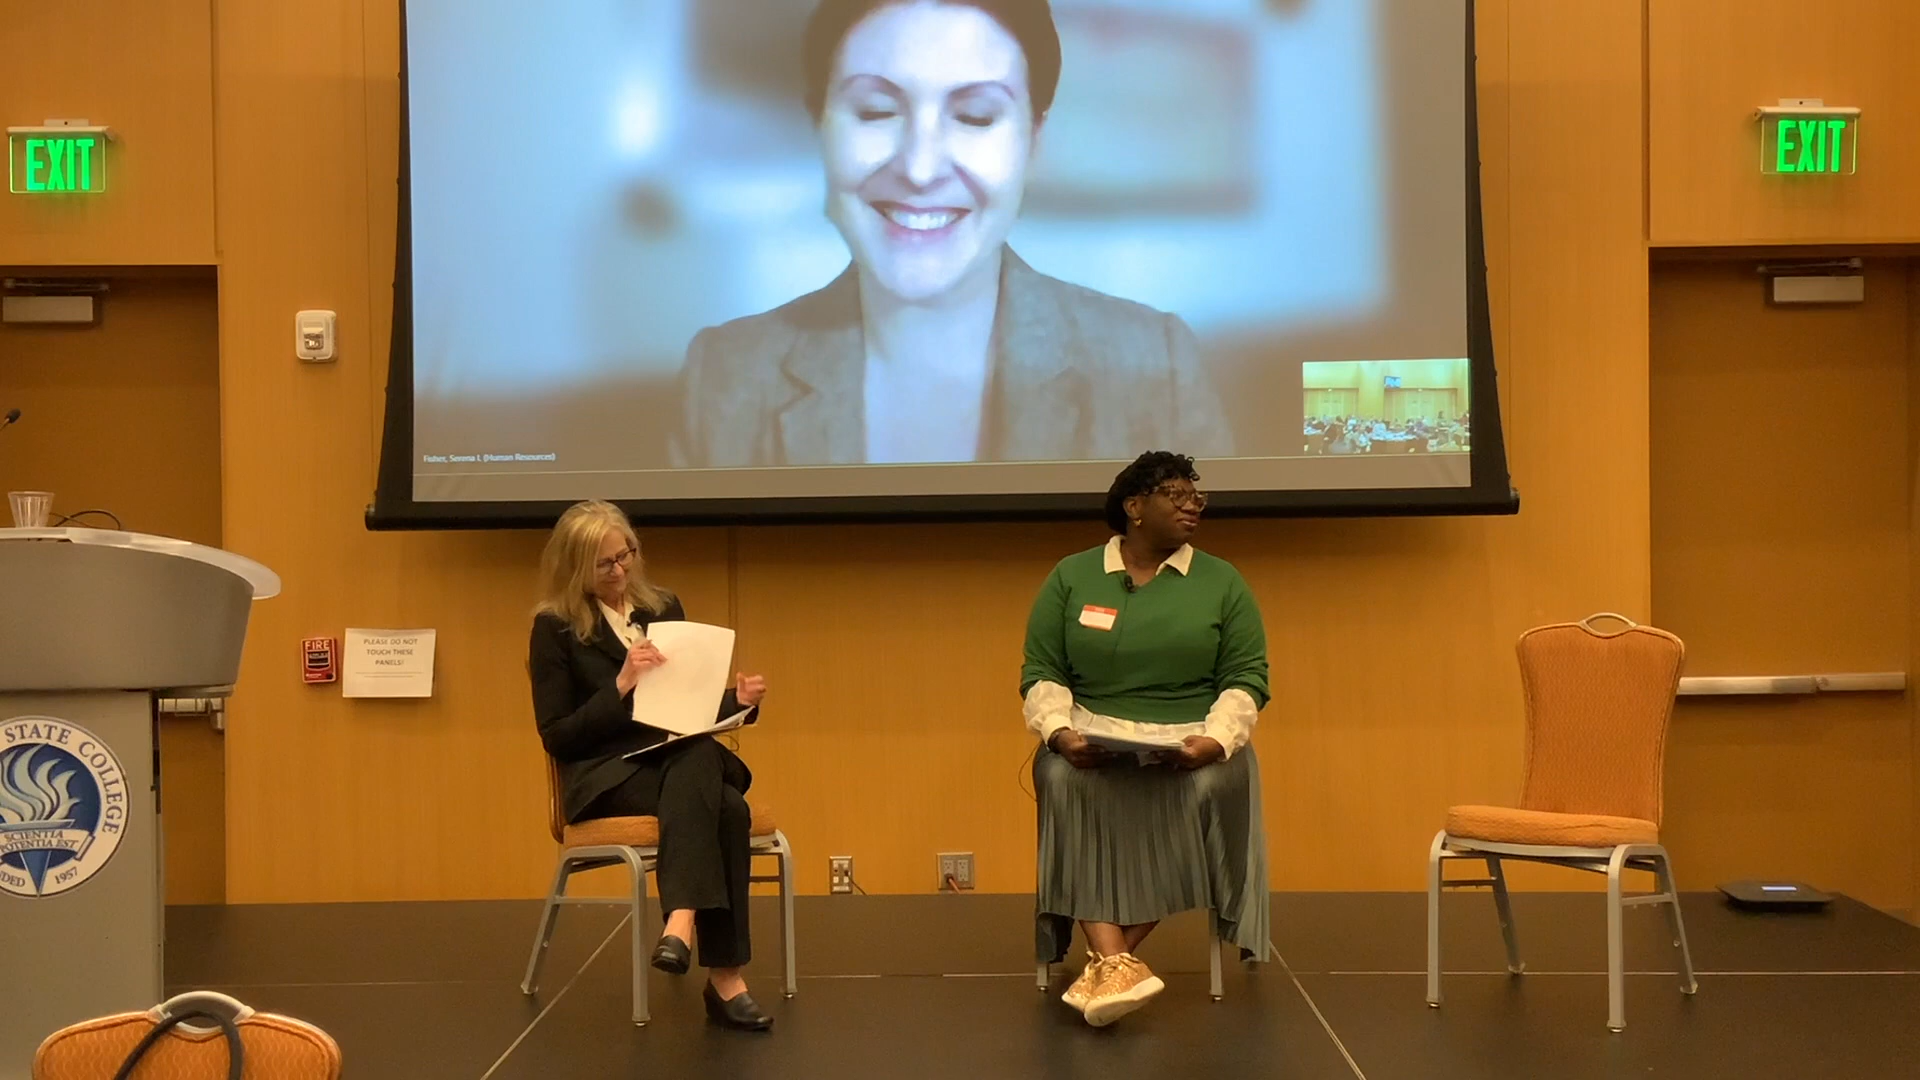 EXIT
EXIT
Fisher, Serena L (Human Resources)
FIRE
PLEASE DO NOT
TOUCH THESE
PANELS!
STATE COLLEGE
SCIENTIA
POTENTIA EST
1957